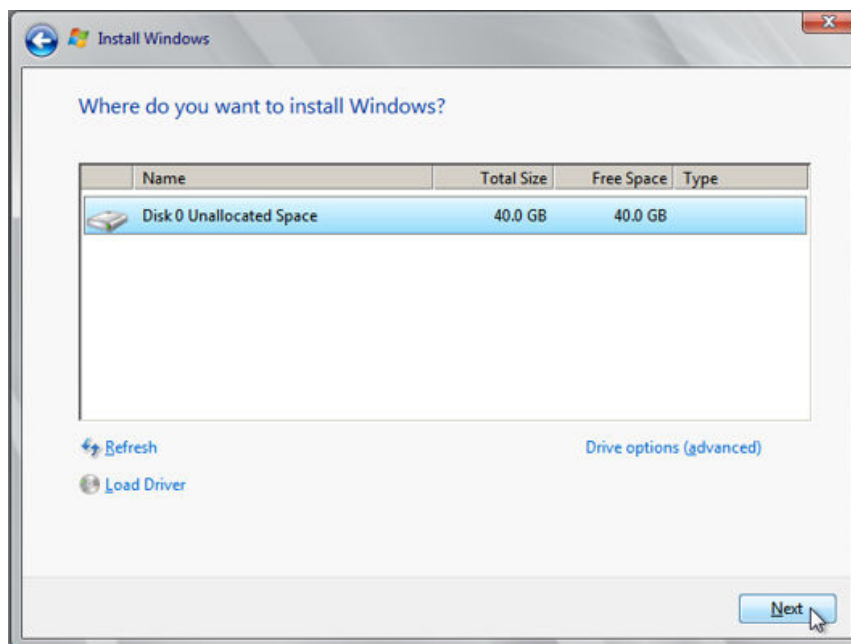 Install Windows
Where do you want to install Windows?
Name Total Size Free Space Type
Disk 0 Unallocated Space 40.0 GB 40.0 GB
Refresh Drive options (advanced)
Load Driver
Next